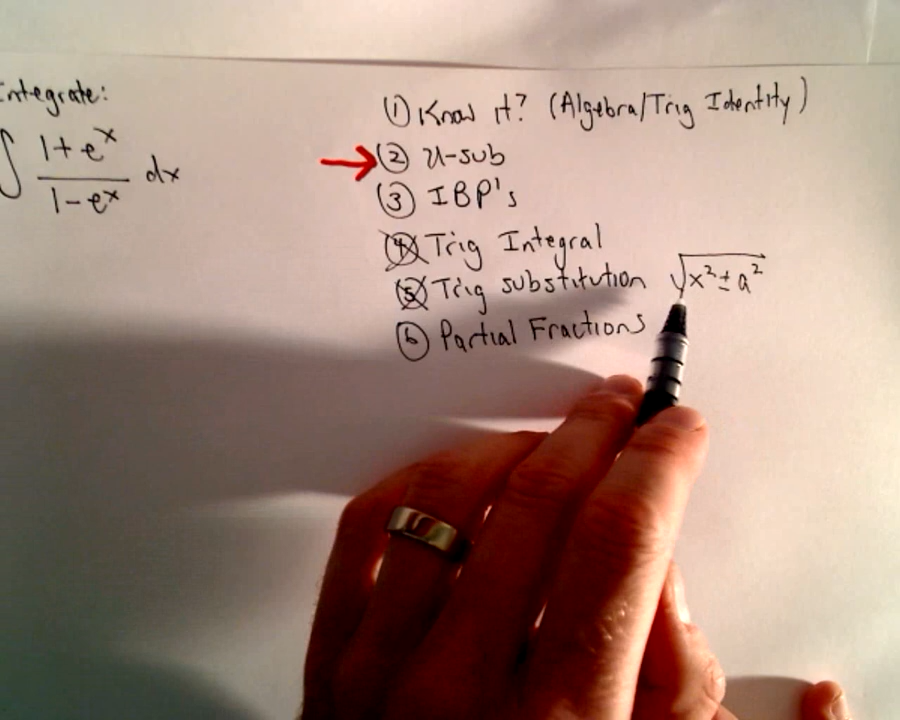 Integrate:
∫ 1+e^x / 1-e^x dx
① Know it? (Algebra/Trig Identity)
② U-sub
③ IBP's
④ Trig Integral
⑤ Trig substitution √x²±a²
⑥ Partial Fractions